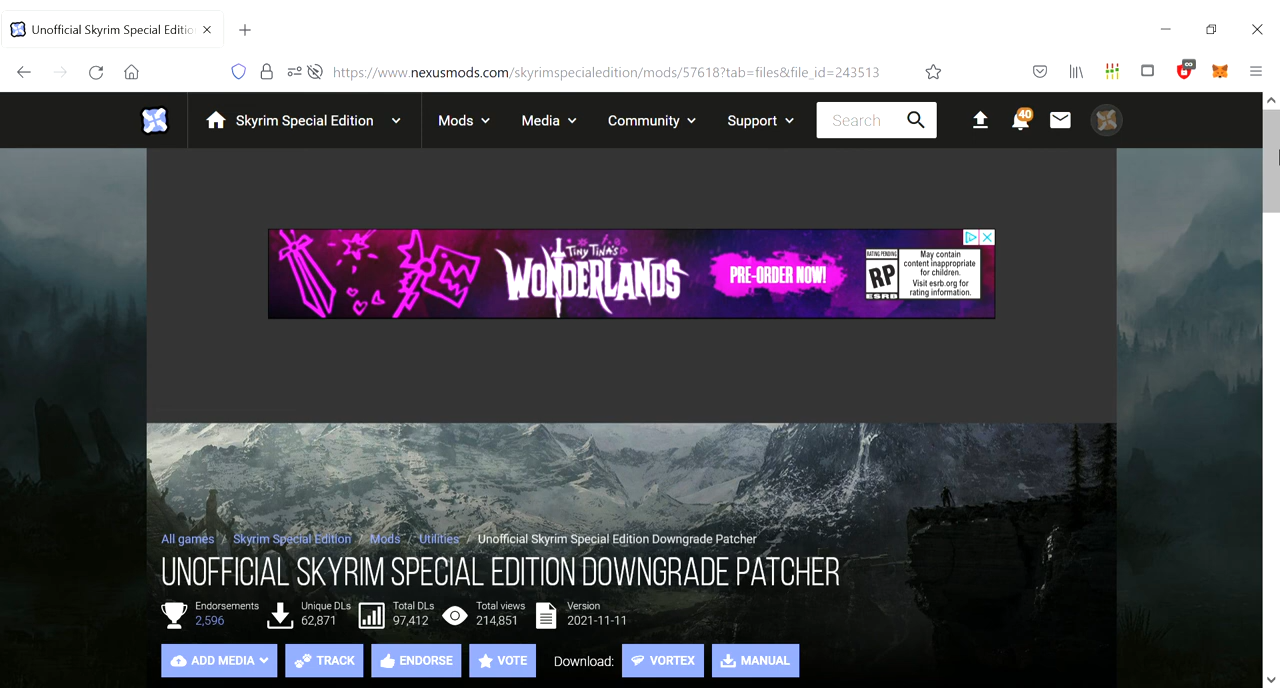 Unofficial Skyrim Special Editio
https://www.nexusmods.com/skyrimspecialedition/mods/57618?tab=files&file_id=243513
Skyrim Special Edition
Mods
Media
Community
Support
Search
40
TINY TINA'S
WONDERLANDS
PRE-ORDER NOW!
RATING PENDING
RP
ESRB
May contain
content inappropriate
for children.
Visit esrb.org for
rating information.
All games / Skyrim Special Edition / Mods / Utilities / Unofficial Skyrim Special Edition Downgrade Patcher
UNOFFICIAL SKYRIM SPECIAL EDITION DOWNGRADE PATCHER
Endorsements
2,596
Unique DLs
62,871
Total DLs
97,412
Total views
214,851
Version
2021-11-11
ADD MEDIA
TRACK
ENDORSE
VOTE
Download:
VORTEX
MANUAL